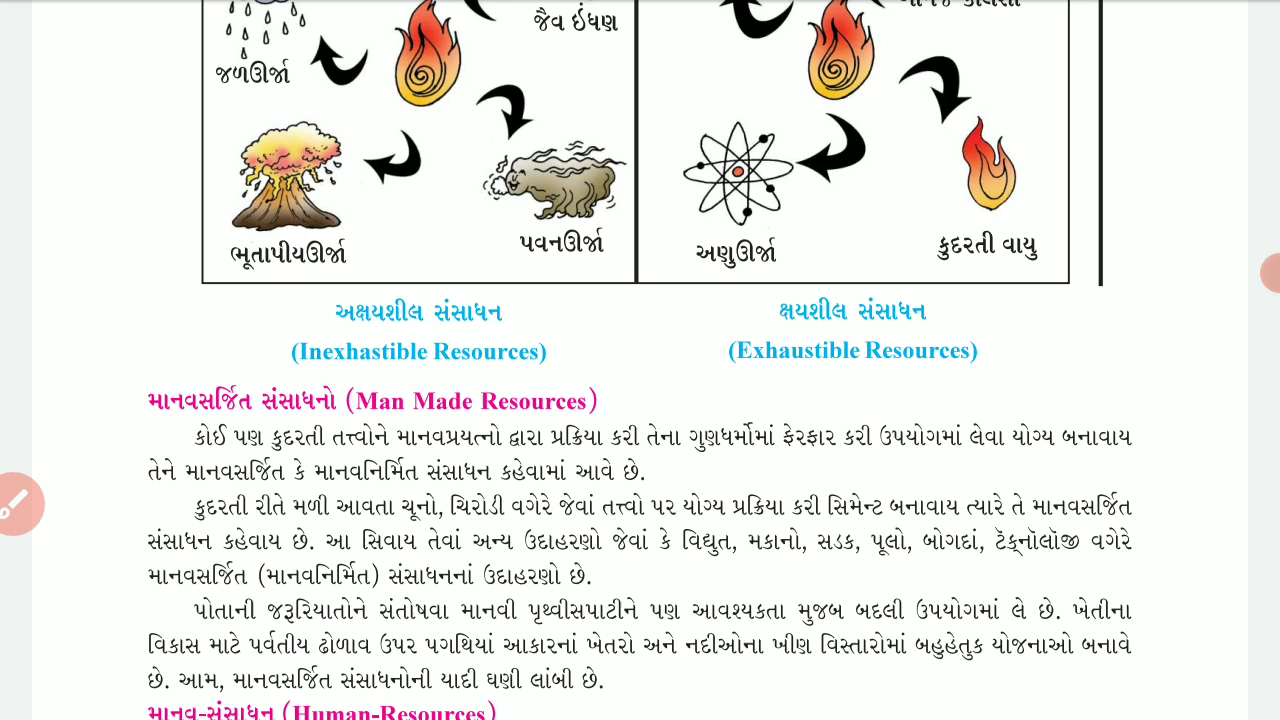 જૈવ ઇંધણ
જળઊર્જા
ભૂતાપીયઊર્જા
પવનઊર્જા
અણુઊર્જા
કુદરતી વાયુ
અક્ષયશીલ સંસાધન
(Inexhastible Resources)
ક્ષયશીલ સંસાધન
(Exhaustible Resources)
માનવસર્જિત સંસાધનો (Man Made Resources)
કોઈ પણ કુદરતી તત્ત્વોને માનવપ્રયત્નો દ્વારા પ્રક્રિયા કરી તેના ગુણધર્મોમાં ફેરફાર કરી ઉપયોગમાં લેવા યોગ્ય બનાવાય
તેને માનવસર્જિત કે માનવનિર્મિત સંસાધન કહેવામાં આવે છે.
કુદરતી રીતે મળી આવતા ચૂનો, ચિરોડી વગેરે જેવાં તત્ત્વો પર યોગ્ય પ્રક્રિયા કરી સિમેન્ટ બનાવાય ત્યારે તે માનવસર્જિત
સંસાધન કહેવાય છે. આ સિવાય તેવાં અન્ય ઉદાહરણો જેવાં કે વિદ્યુત, મકાનો, સડક, પૂલો, બોગદાં, ટૅક્નૉલૉજી વગેરે
માનવસર્જિત (માનવનિર્મિત) સંસાધનનાં ઉદાહરણો છે.
પોતાની જરૂરિયાતોને સંતોષવા માનવી પૃથ્વીસપાટીને પણ આવશ્યકતા મુજબ બદલી ઉપયોગમાં લે છે. ખેતીના
વિકાસ માટે પર્વતીય ઢોળાવ ઉપર પગથિયાં આકારનાં ખેતરો અને નદીઓના ખીણ વિસ્તારોમાં બહુહેતુક યોજનાઓ બનાવે
છે. આમ, માનવસર્જિત સંસાધનોની યાદી ઘણી લાંબી છે.
માનવ-સંસાધન (Human-Resources)